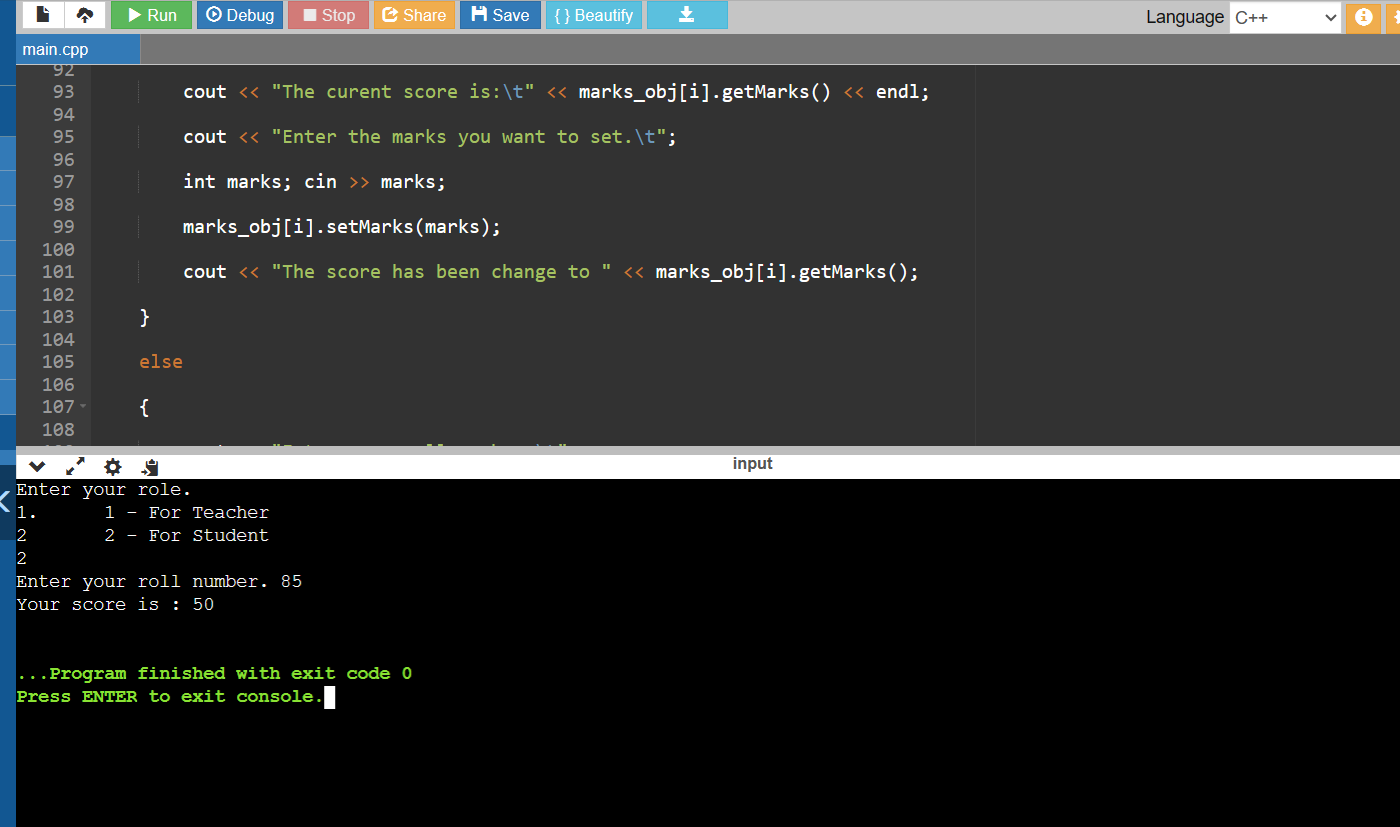 Run Debug Stop Share Save { } Beautify Language C++
main.cpp
92
93 cout << "The curent score is:\t" << marks_obj[i].getMarks() << endl;
94
95 cout << "Enter the marks you want to set.\t";
96
97 int marks; cin >> marks;
98
99 marks_obj[i].setMarks(marks);
100
101 cout << "The score has been change to " << marks_obj[i].getMarks();
102
103 }
104
105 else
106
107 {
108
input
Enter your role.
1. 1 - For Teacher
2 2 - For Student
2
Enter your roll number. 85
Your score is : 50
...Program finished with exit code 0
Press ENTER to exit console.